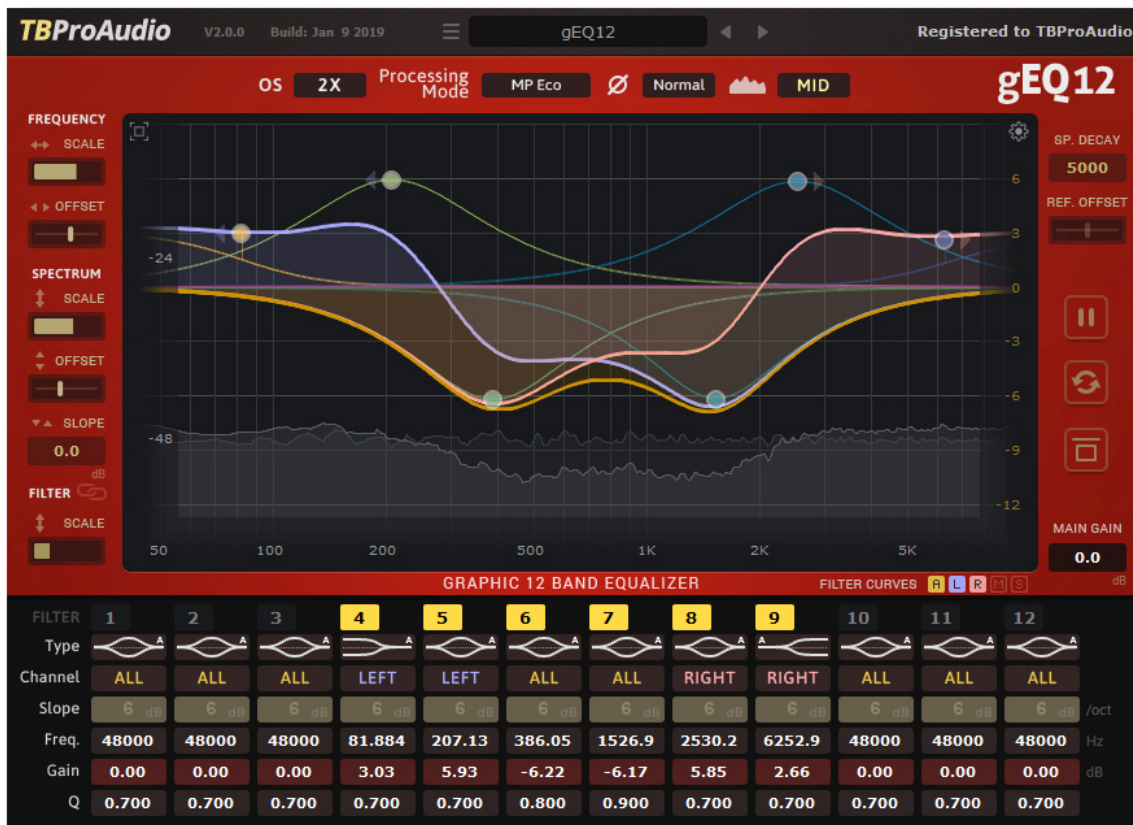 TBProAudio V2.0.0 Build: Jan 9 2019 gEQ12 Registered to TBProAudio
OS 2X Processing Mode MP Eco Ø Normal MID gEQ12
FREQUENCY
SCALE
OFFSET
SPECTRUM
SCALE
OFFSET
SLOPE
0.0
dB
FILTER
SCALE
-24
-48
6
3
0
-3
-6
-9
-12
50 100 200 500 1K 2K 5K
SP. DECAY
5000
REF. OFFSET
MAIN GAIN
0.0
dB
GRAPHIC 12 BAND EQUALIZER FILTER CURVES A L R M S
FILTER 1 2 3 4 5 6 7 8 9 10 11 12
Type A A A A A A A A A A A A
Channel ALL ALL ALL LEFT LEFT ALL ALL RIGHT RIGHT ALL ALL ALL
Slope 6 dB 6 dB 6 dB 6 dB 6 dB 6 dB 6 dB 6 dB 6 dB 6 dB 6 dB 6 dB /oct
Freq. 48000 48000 48000 81.884 207.13 386.05 1526.9 2530.2 6252.9 48000 48000 48000 Hz
Gain 0.00 0.00 0.00 3.03 5.93 -6.22 -6.17 5.85 2.66 0.00 0.00 0.00 dB
Q 0.700 0.700 0.700 0.700 0.700 0.800 0.900 0.700 0.700 0.700 0.700 0.700